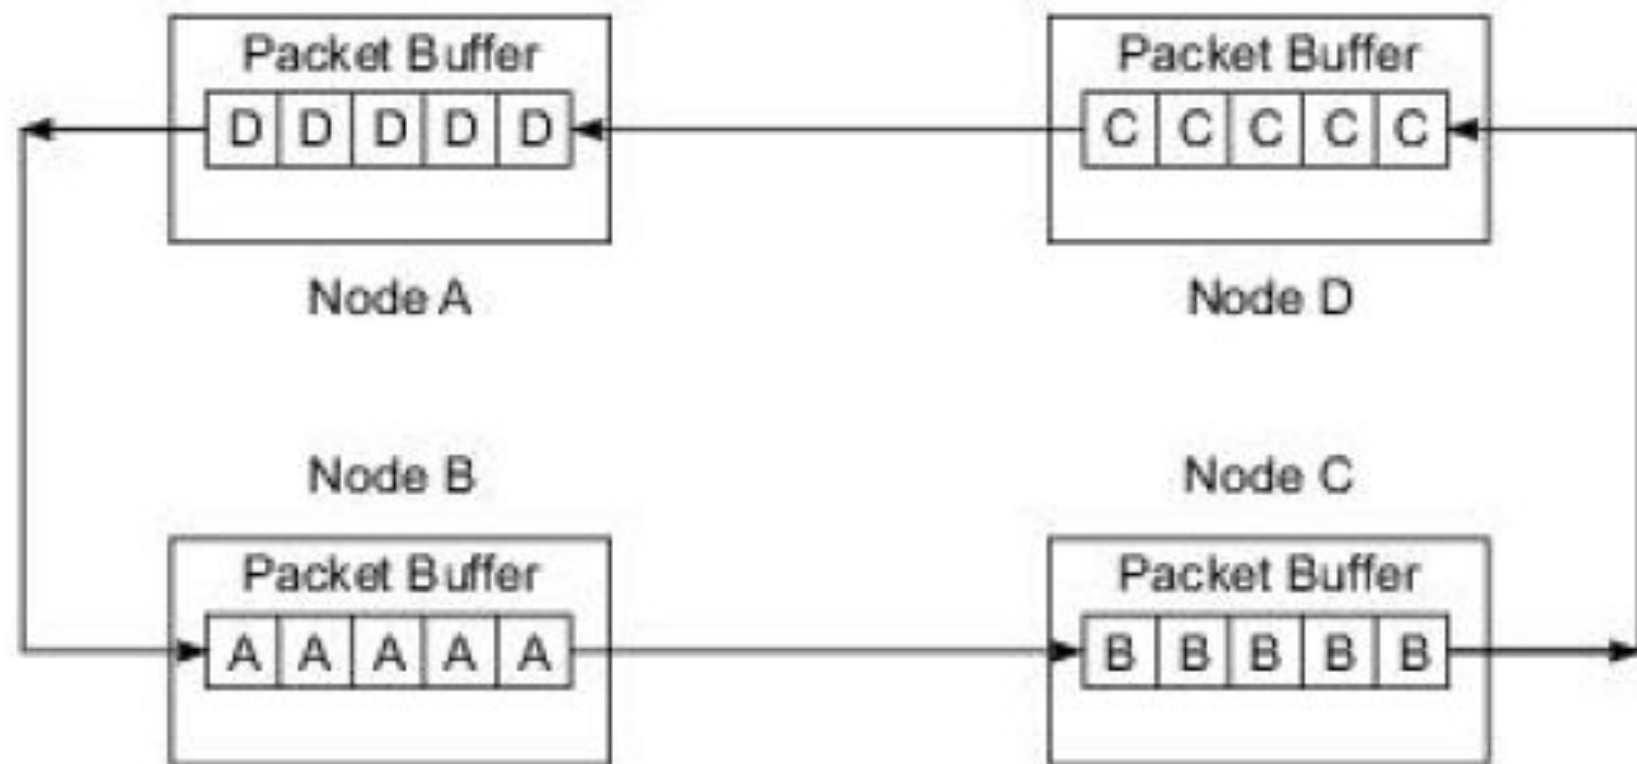 Packet Buffer
D D D D D
Node A
Packet Buffer
C C C C C
Node D
Node B
Packet Buffer
A A A A A
Node C
Packet Buffer
B B B B B